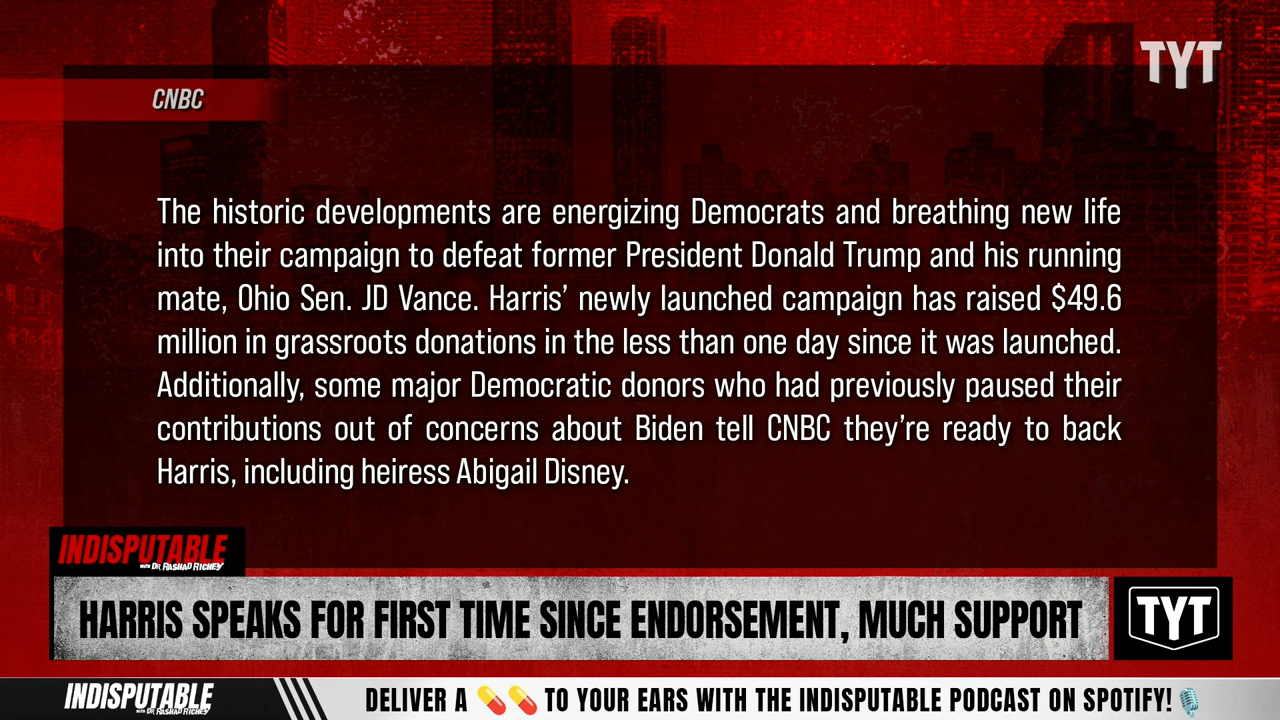 TYT
CNBC
The historic developments are energizing Democrats and breathing new life
into their campaign to defeat former President Donald Trump and his running
mate, Ohio Sen. JD Vance. Harris’ newly launched campaign has raised $49.6
million in grassroots donations in the less than one day since it was launched.
Additionally, some major Democratic donors who had previously paused their
contributions out of concerns about Biden tell CNBC they’re ready to back
Harris, including heiress Abigail Disney.
INDISPUTABLE
WITH DR. RASHAD RICHEY
HARRIS SPEAKS FOR FIRST TIME SINCE ENDORSEMENT, MUCH SUPPORT
TYT
INDISPUTABLE
WITH DR. RASHAD RICHEY
DELIVER A 💊💊 TO YOUR EARS WITH THE INDISPUTABLE PODCAST ON SPOTIFY! 🎙️